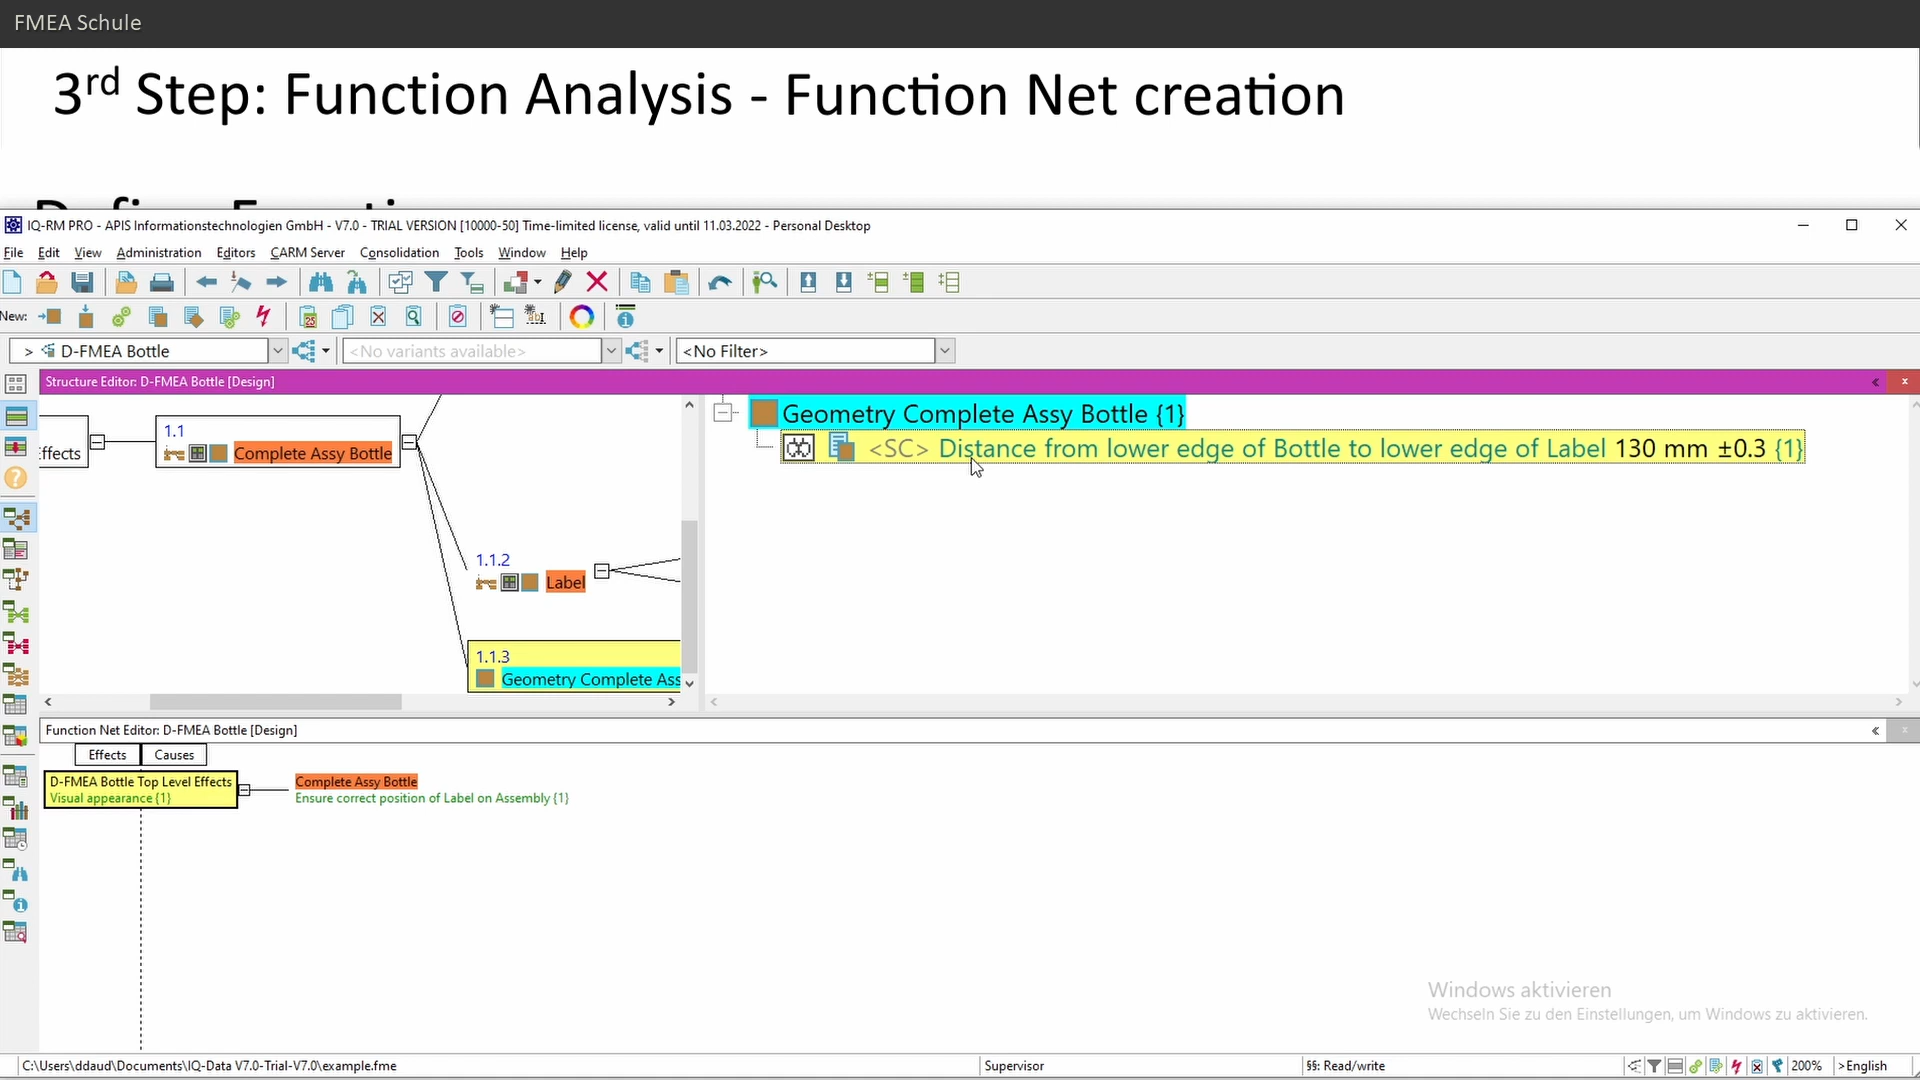 FMEA Schule
3rd Step: Function Analysis - Function Net creation
IQ-RM PRO - APIS Informationstechnologien GmbH - V7.0 - TRIAL VERSION [10000-50] Time-limited license, valid until 11.03.2022 - Personal Desktop
File Edit View Administration Editors CARM Server Consolidation Tools Window Help
New:
> D-FMEA Bottle <No variants available> <No Filter>
Structure Editor: D-FMEA Bottle [Design]
1.1
Effects
Complete Assy Bottle
1.1.2
Label
1.1.3
Geometry Complete Ass
Geometry Complete Assy Bottle {1}
<SC> Distance from lower edge of Bottle to lower edge of Label 130 mm ±0.3 {1}
Function Net Editor: D-FMEA Bottle [Design]
Effects Causes
D-FMEA Bottle Top Level Effects
Visual appearance {1}
Complete Assy Bottle
Ensure correct position of Label on Assembly {1}
Windows aktivieren
Wechseln Sie zu den Einstellungen, um Windows zu aktivieren.
C:\Users\ddaud\Documents\IQ-Data V7.0-Trial-V7.0\example.fme Supervisor §§: Read/write 200% >English